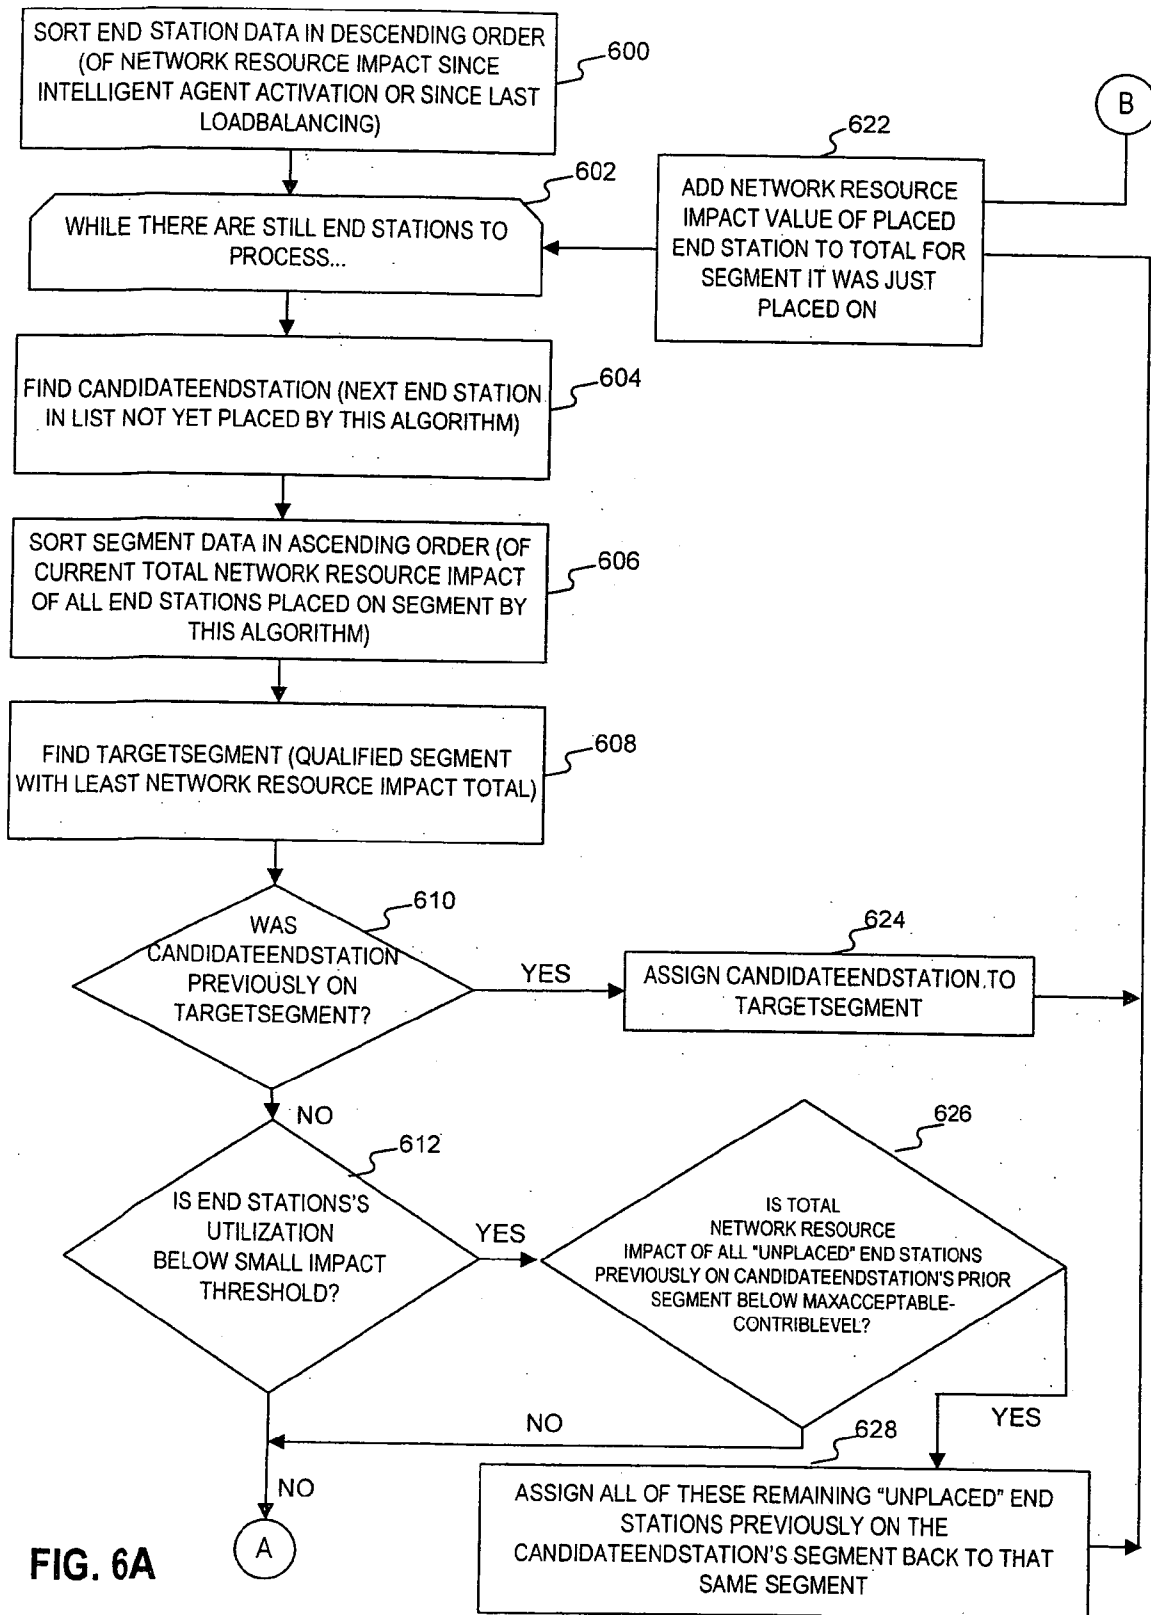 SORT END STATION DATA IN DESCENDING ORDER
(OF NETWORK RESOURCE IMPACT SINCE
INTELLIGENT AGENT ACTIVATION OR SINCE LAST
LOADBALANCING)
600
B
622
602
WHILE THERE ARE STILL END STATIONS TO
PROCESS...
ADD NETWORK RESOURCE
IMPACT VALUE OF PLACED
END STATION TO TOTAL FOR
SEGMENT IT WAS JUST
PLACED ON
FIND CANDIDATEENDSTATION (NEXT END STATION
IN LIST NOT YET PLACED BY THIS ALGORITHM)
604
SORT SEGMENT DATA IN ASCENDING ORDER (OF
CURRENT TOTAL NETWORK RESOURCE IMPACT
OF ALL END STATIONS PLACED ON SEGMENT BY
THIS ALGORITHM)
606
FIND TARGETSEGMENT (QUALIFIED SEGMENT
WITH LEAST NETWORK RESOURCE IMPACT TOTAL)
608
610
WAS
CANDIDATEENDSTATION
PREVIOUSLY ON
TARGETSEGMENT?
YES
624
ASSIGN CANDIDATEENDSTATION TO
TARGETSEGMENT
NO
612
IS END STATIONS'S
UTILIZATION
BELOW SMALL IMPACT
THRESHOLD?
YES
626
IS TOTAL
NETWORK RESOURCE
IMPACT OF ALL "UNPLACED" END STATIONS
PREVIOUSLY ON CANDIDATEENDSTATION'S PRIOR
SEGMENT BELOW MAXACCEPTABLE-
CONTRIBLEVEL?
NO
YES
628
NO
ASSIGN ALL OF THESE REMAINING "UNPLACED" END
STATIONS PREVIOUSLY ON THE
CANDIDATEENDSTATION'S SEGMENT BACK TO THAT
SAME SEGMENT
A
FIG. 6A